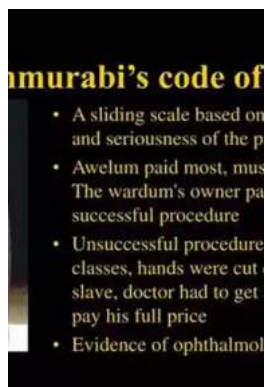 nmurabi's code of
• A sliding scale based on
and seriousness of the p
• Awelum paid most, mus
The wardum's owner pa
successful procedure
• Unsuccessful procedure
classes, hands were cut
slave, doctor had to get
pay his full price
• Evidence of ophthalmol